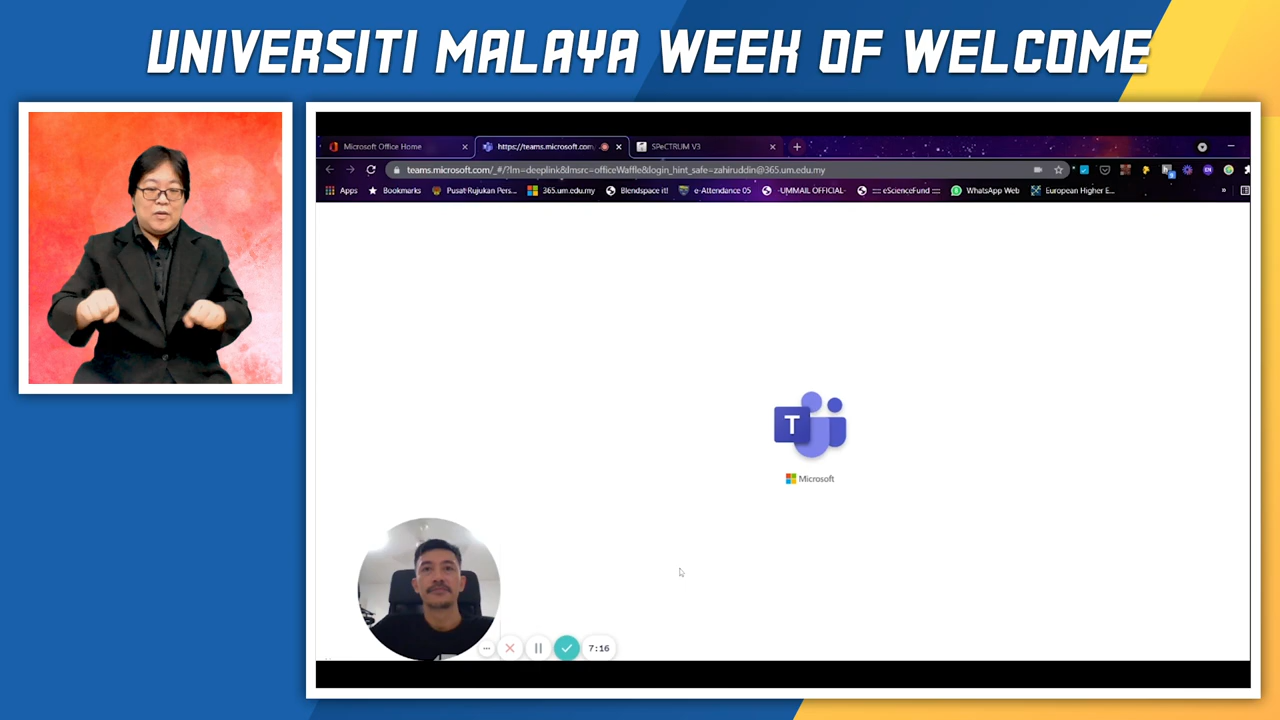 UNIVERSITI MALAYA WEEK OF WELCOME
Microsoft Office Home
https://teams.microsoft.com/
SPeCTRUM V3
teams.microsoft.com/_#/?lm=deeplink&lmsrc=officeWaffle&login_hint_safe=zahiruddin@365.um.edu.my
Apps
Bookmarks
Pusat Rujukan Pers...
365.um.edu.my
Blendspace it!
e-Attendance 05
-UMMAIL OFFICIAL-
:::: eScienceFund ::::
WhatsApp Web
European Higher E...
»
T
Microsoft
7:16